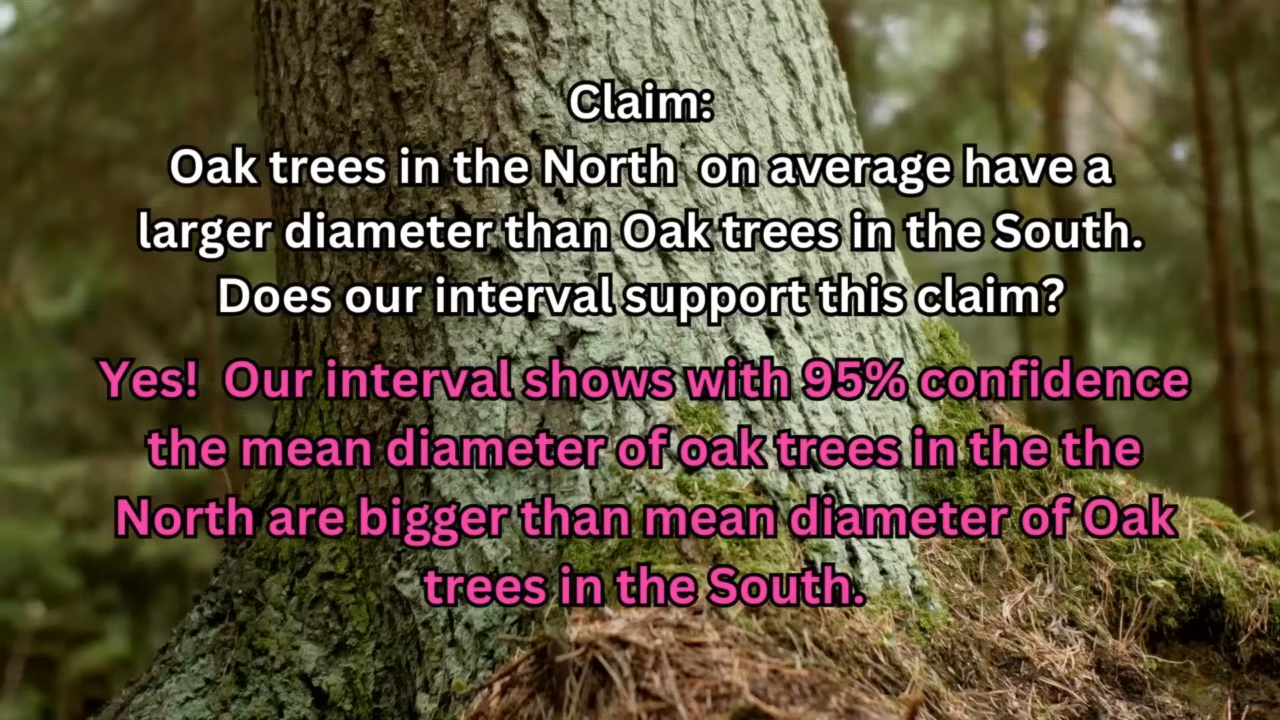 Claim:
Oak trees in the North  on average have a
larger diameter than Oak trees in the South.
Does our interval support this claim?
Yes!  Our interval shows with 95% confidence
the mean diameter of oak trees in the the
North are bigger than mean diameter of Oak
trees in the South.